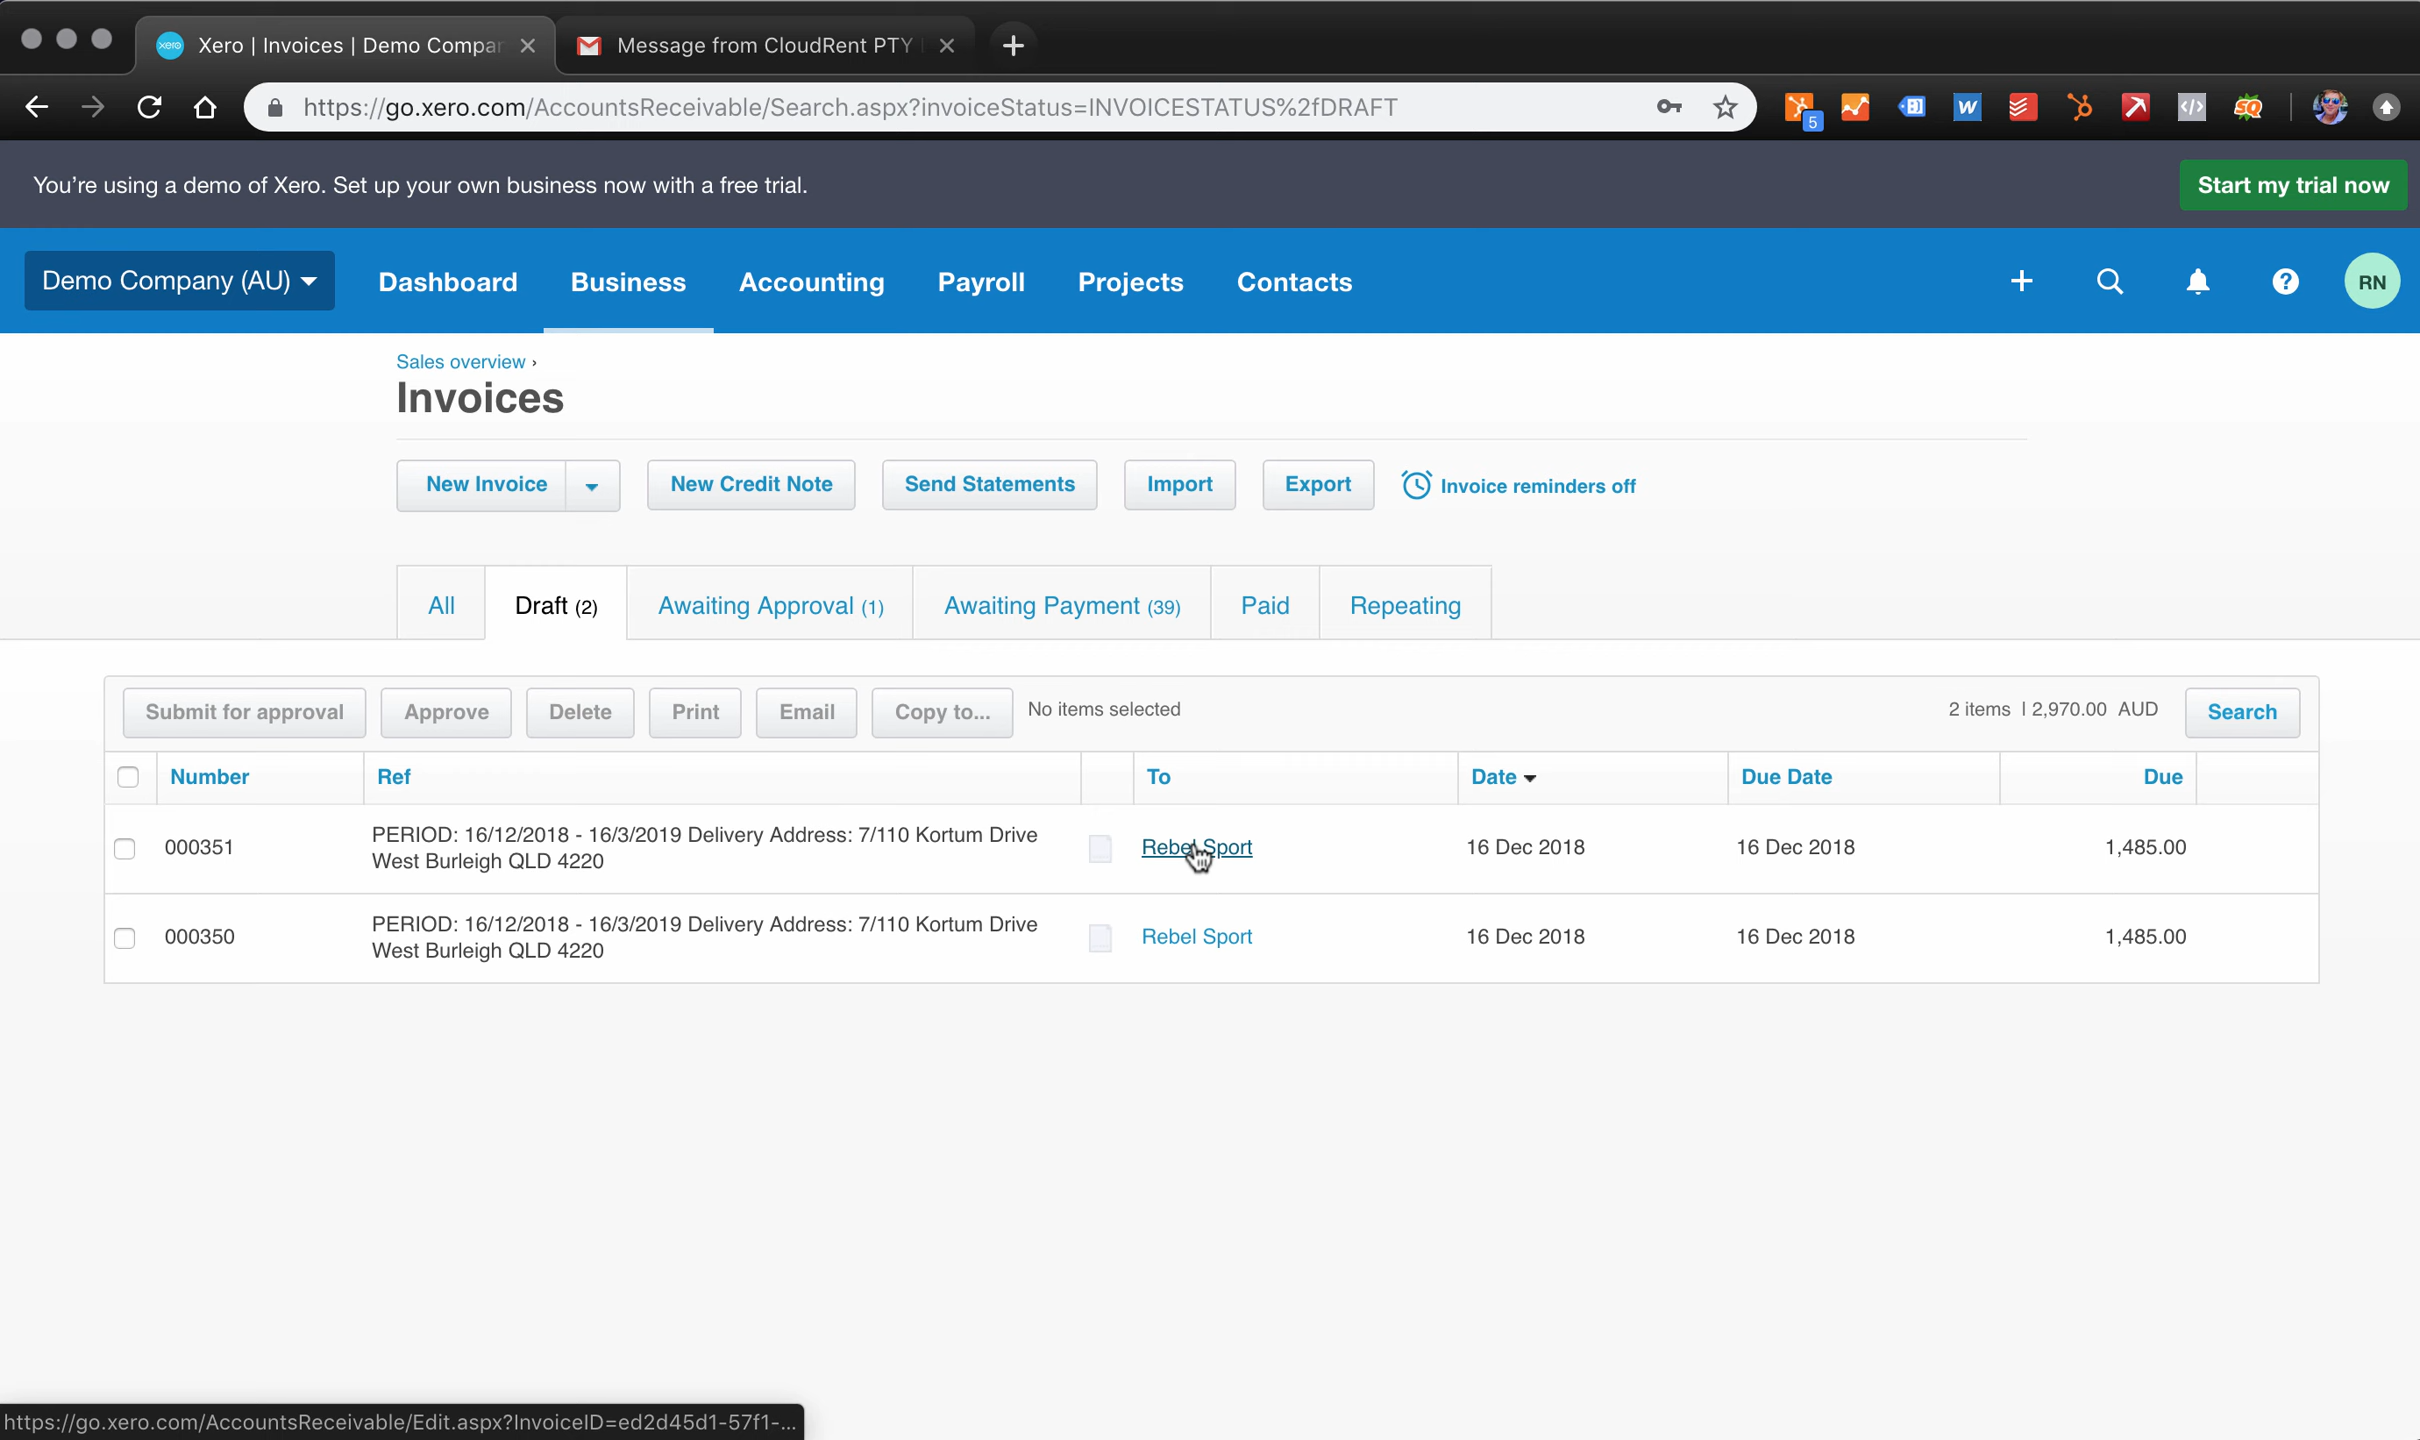 Xero | Invoices | Demo Compar
Message from CloudRent PTY
https://go.xero.com/AccountsReceivable/Search.aspx?invoiceStatus=INVOICESTATUS%2fDRAFT
5
You're using a demo of Xero. Set up your own business now with a free trial.
Start my trial now
Demo Company (AU)
Dashboard
Business
Accounting
Payroll
Projects
Contacts
RN
Sales overview ›
Invoices
New Invoice
New Credit Note
Send Statements
Import
Export
Invoice reminders off
All
Draft (2)
Awaiting Approval (1)
Awaiting Payment (39)
Paid
Repeating
Submit for approval
Approve
Delete
Print
Email
Copy to...
No items selected
2 items | 2,970.00 AUD
Search
Number
Ref
To
Date
Due Date
Due
000351
PERIOD: 16/12/2018 - 16/3/2019 Delivery Address: 7/110 Kortum Drive
West Burleigh QLD 4220
Rebel Sport
16 Dec 2018
16 Dec 2018
1,485.00
000350
PERIOD: 16/12/2018 - 16/3/2019 Delivery Address: 7/110 Kortum Drive
West Burleigh QLD 4220
Rebel Sport
16 Dec 2018
16 Dec 2018
1,485.00
https://go.xero.com/AccountsReceivable/Edit.aspx?InvoiceID=ed2d45d1-57f1-...